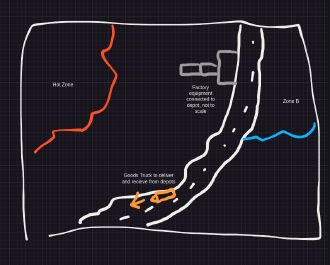 Hot Zone
Factory
equipment
connected to
depot, not to
scale
Zone B
Goods Truck to deliver
and recieve from depots